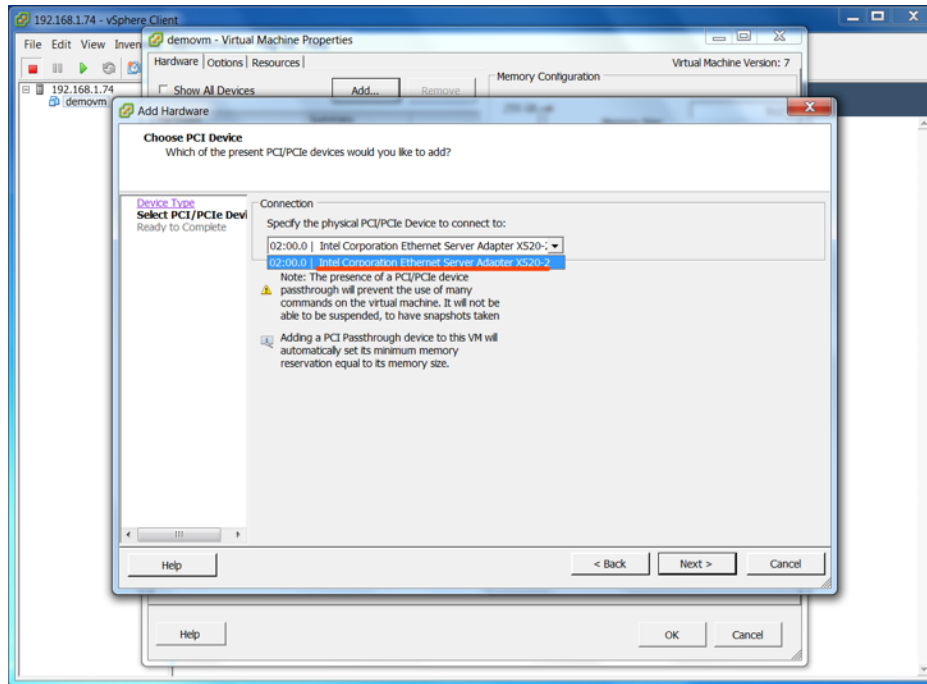 192.168.1.74 - vSphere Client
File Edit View Inven
demovm - Virtual Machine Properties
Hardware Options Resources
Virtual Machine Version: 7
Show All Devices
Add...
Remove
Memory Configuration
192.168.1.74
demovm
Add Hardware
Choose PCI Device
Which of the present PCI/PCIe devices would you like to add?
Device Type
Select PCI/PCIe Devi
Ready to Complete
Connection
Specify the physical PCI/PCIe Device to connect to:
02:00.0 | Intel Corporation Ethernet Server Adapter X520-
02:00.0 | Intel Corporation Ethernet Server Adapter X520-2
Note: The presence of a PCI/PCIe device
passthrough will prevent the use of many
commands on the virtual machine. It will not be
able to be suspended, to have snapshots taken
Adding a PCI Passthrough device to this VM will
automatically set its minimum memory
reservation equal to its memory size.
Help
< Back
Next >
Cancel
Help
OK
Cancel